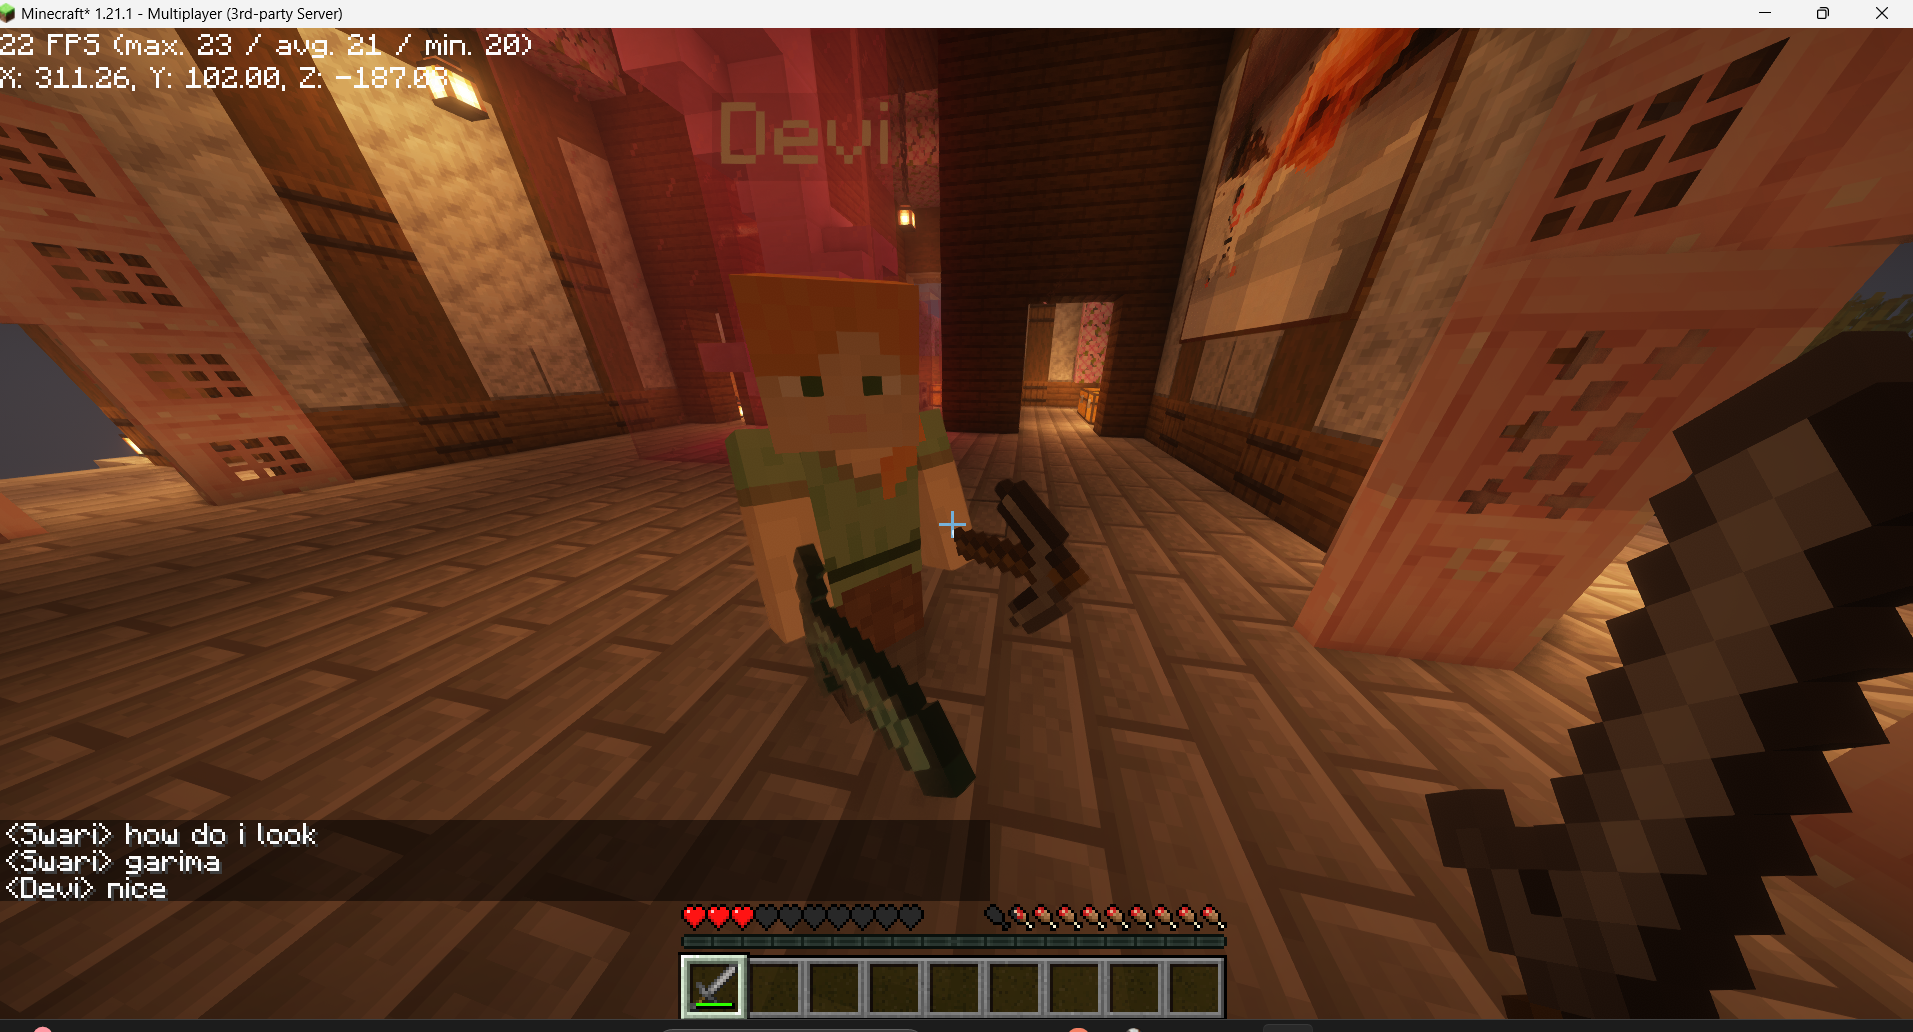 Minecraft* 1.21.1 - Multiplayer (3rd-party Server)
22 FPS (max. 23 / avg. 21 / min. 20)
X: 311.26, Y: 102.00, Z: -187.03
Devi
<Swari> how do i look
<Swari> garima
<Devi> nice